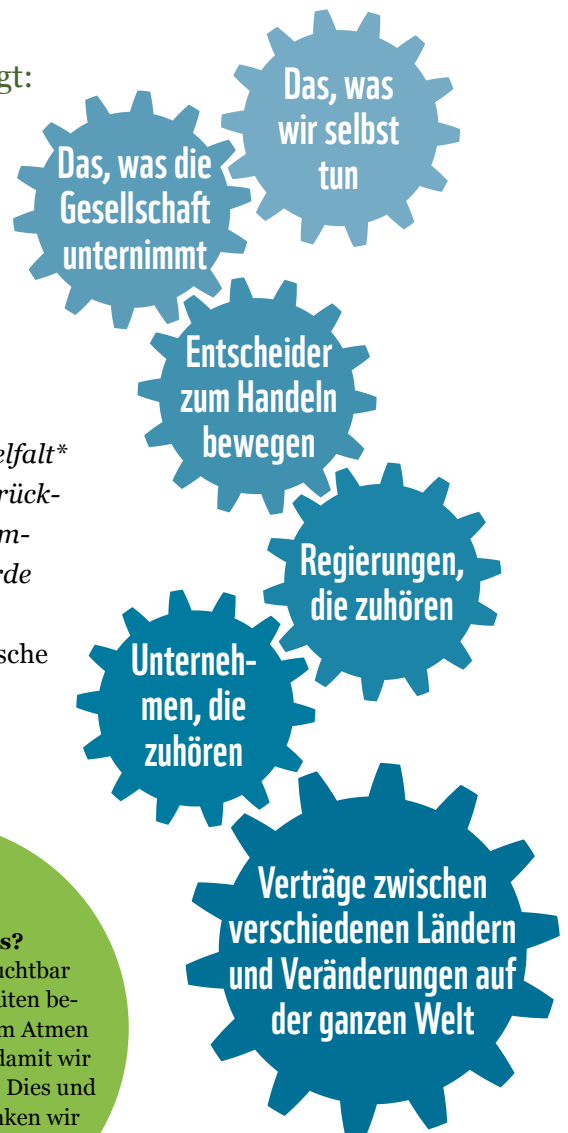 gt:
Das, was
wir selbst
tun
Das, was die
Gesellschaft
unternimmt
Entscheider
zum Handeln
bewegen
elfalt*
rück-
m-
rde
sche
Regierungen,
die zuhören
Unterneh-
men, die
zuhören
Verträge zwischen
verschiedenen Ländern
und Veränderungen auf
der ganzen Welt
s?
uchtbar
üten be-
m Atmen
damit wir
Dies und
nken wir